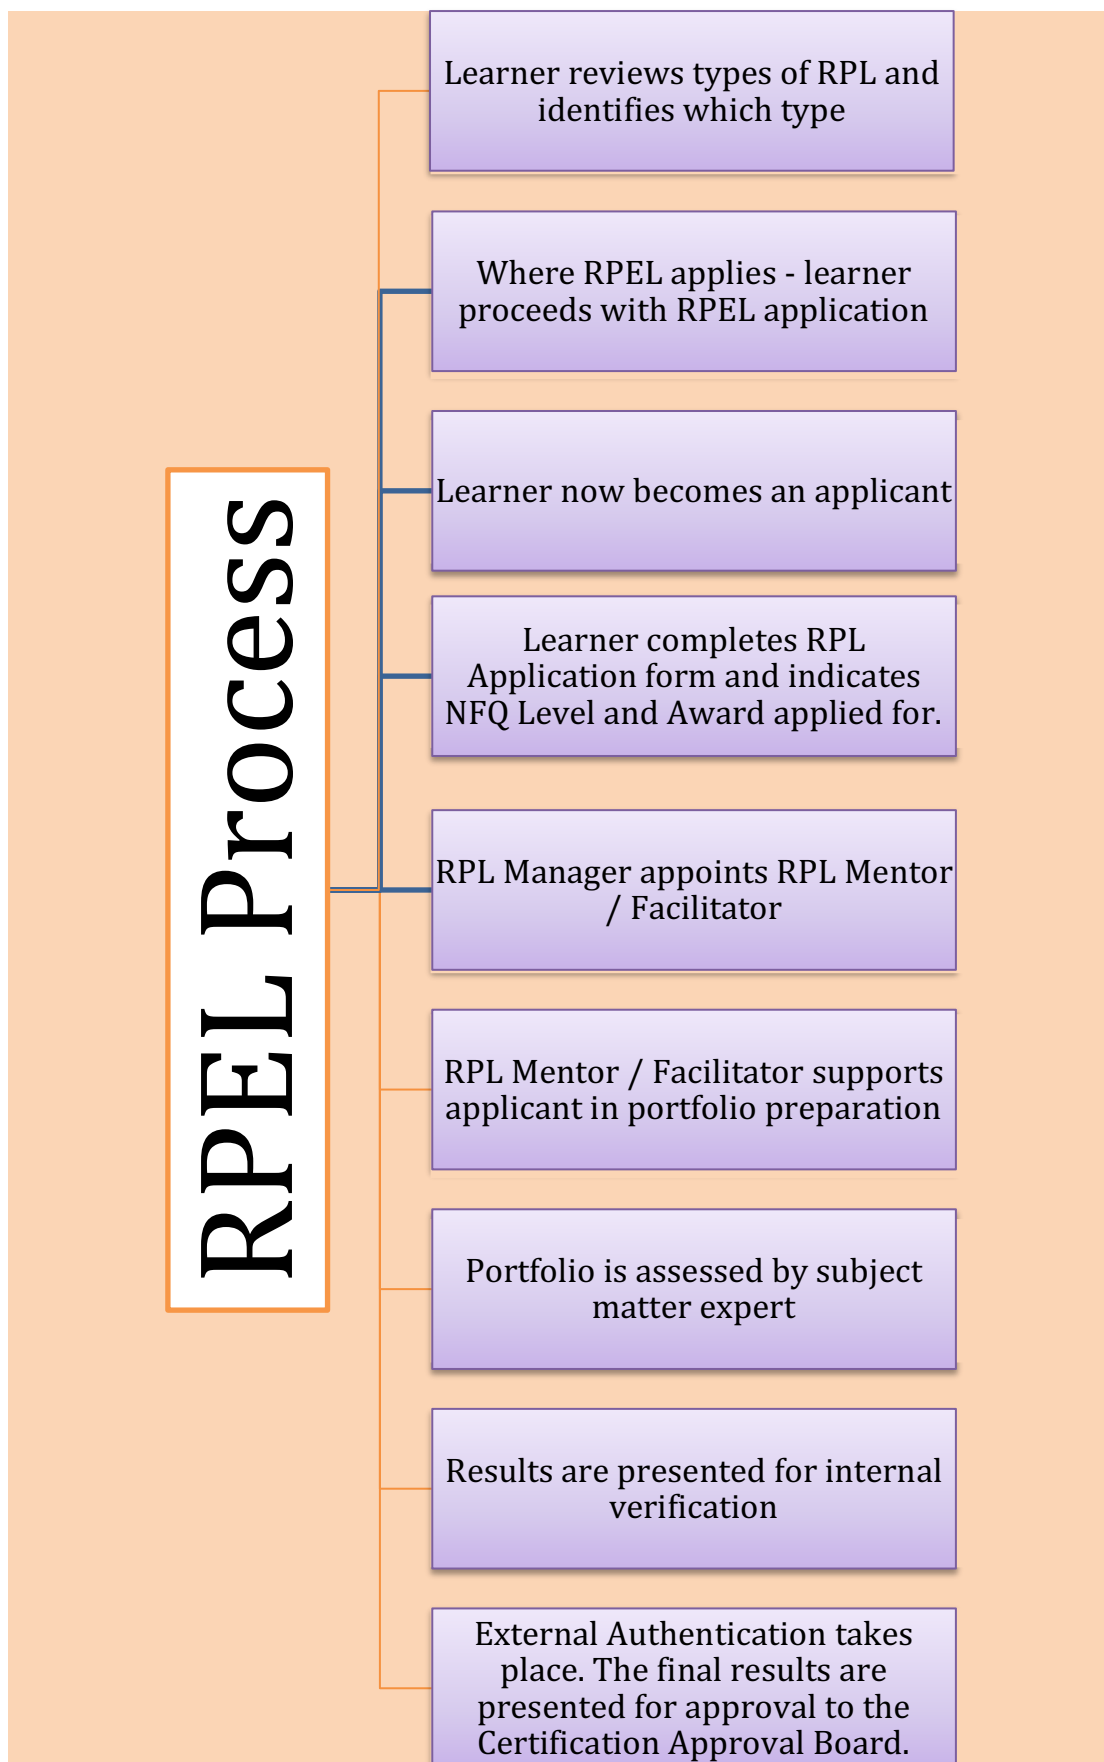 RPEL Process
Learner reviews types of RPL and
identifies which type
Where RPEL applies - learner
proceeds with RPEL application
Learner now becomes an applicant
Learner completes RPL
Application form and indicates
NFQ Level and Award applied for.
RPL Manager appoints RPL Mentor
/ Facilitator
RPL Mentor / Facilitator supports
applicant in portfolio preparation
Portfolio is assessed by subject
matter expert
Results are presented for internal
verification
External Authentication takes
place. The final results are
presented for approval to the
Certification Approval Board.